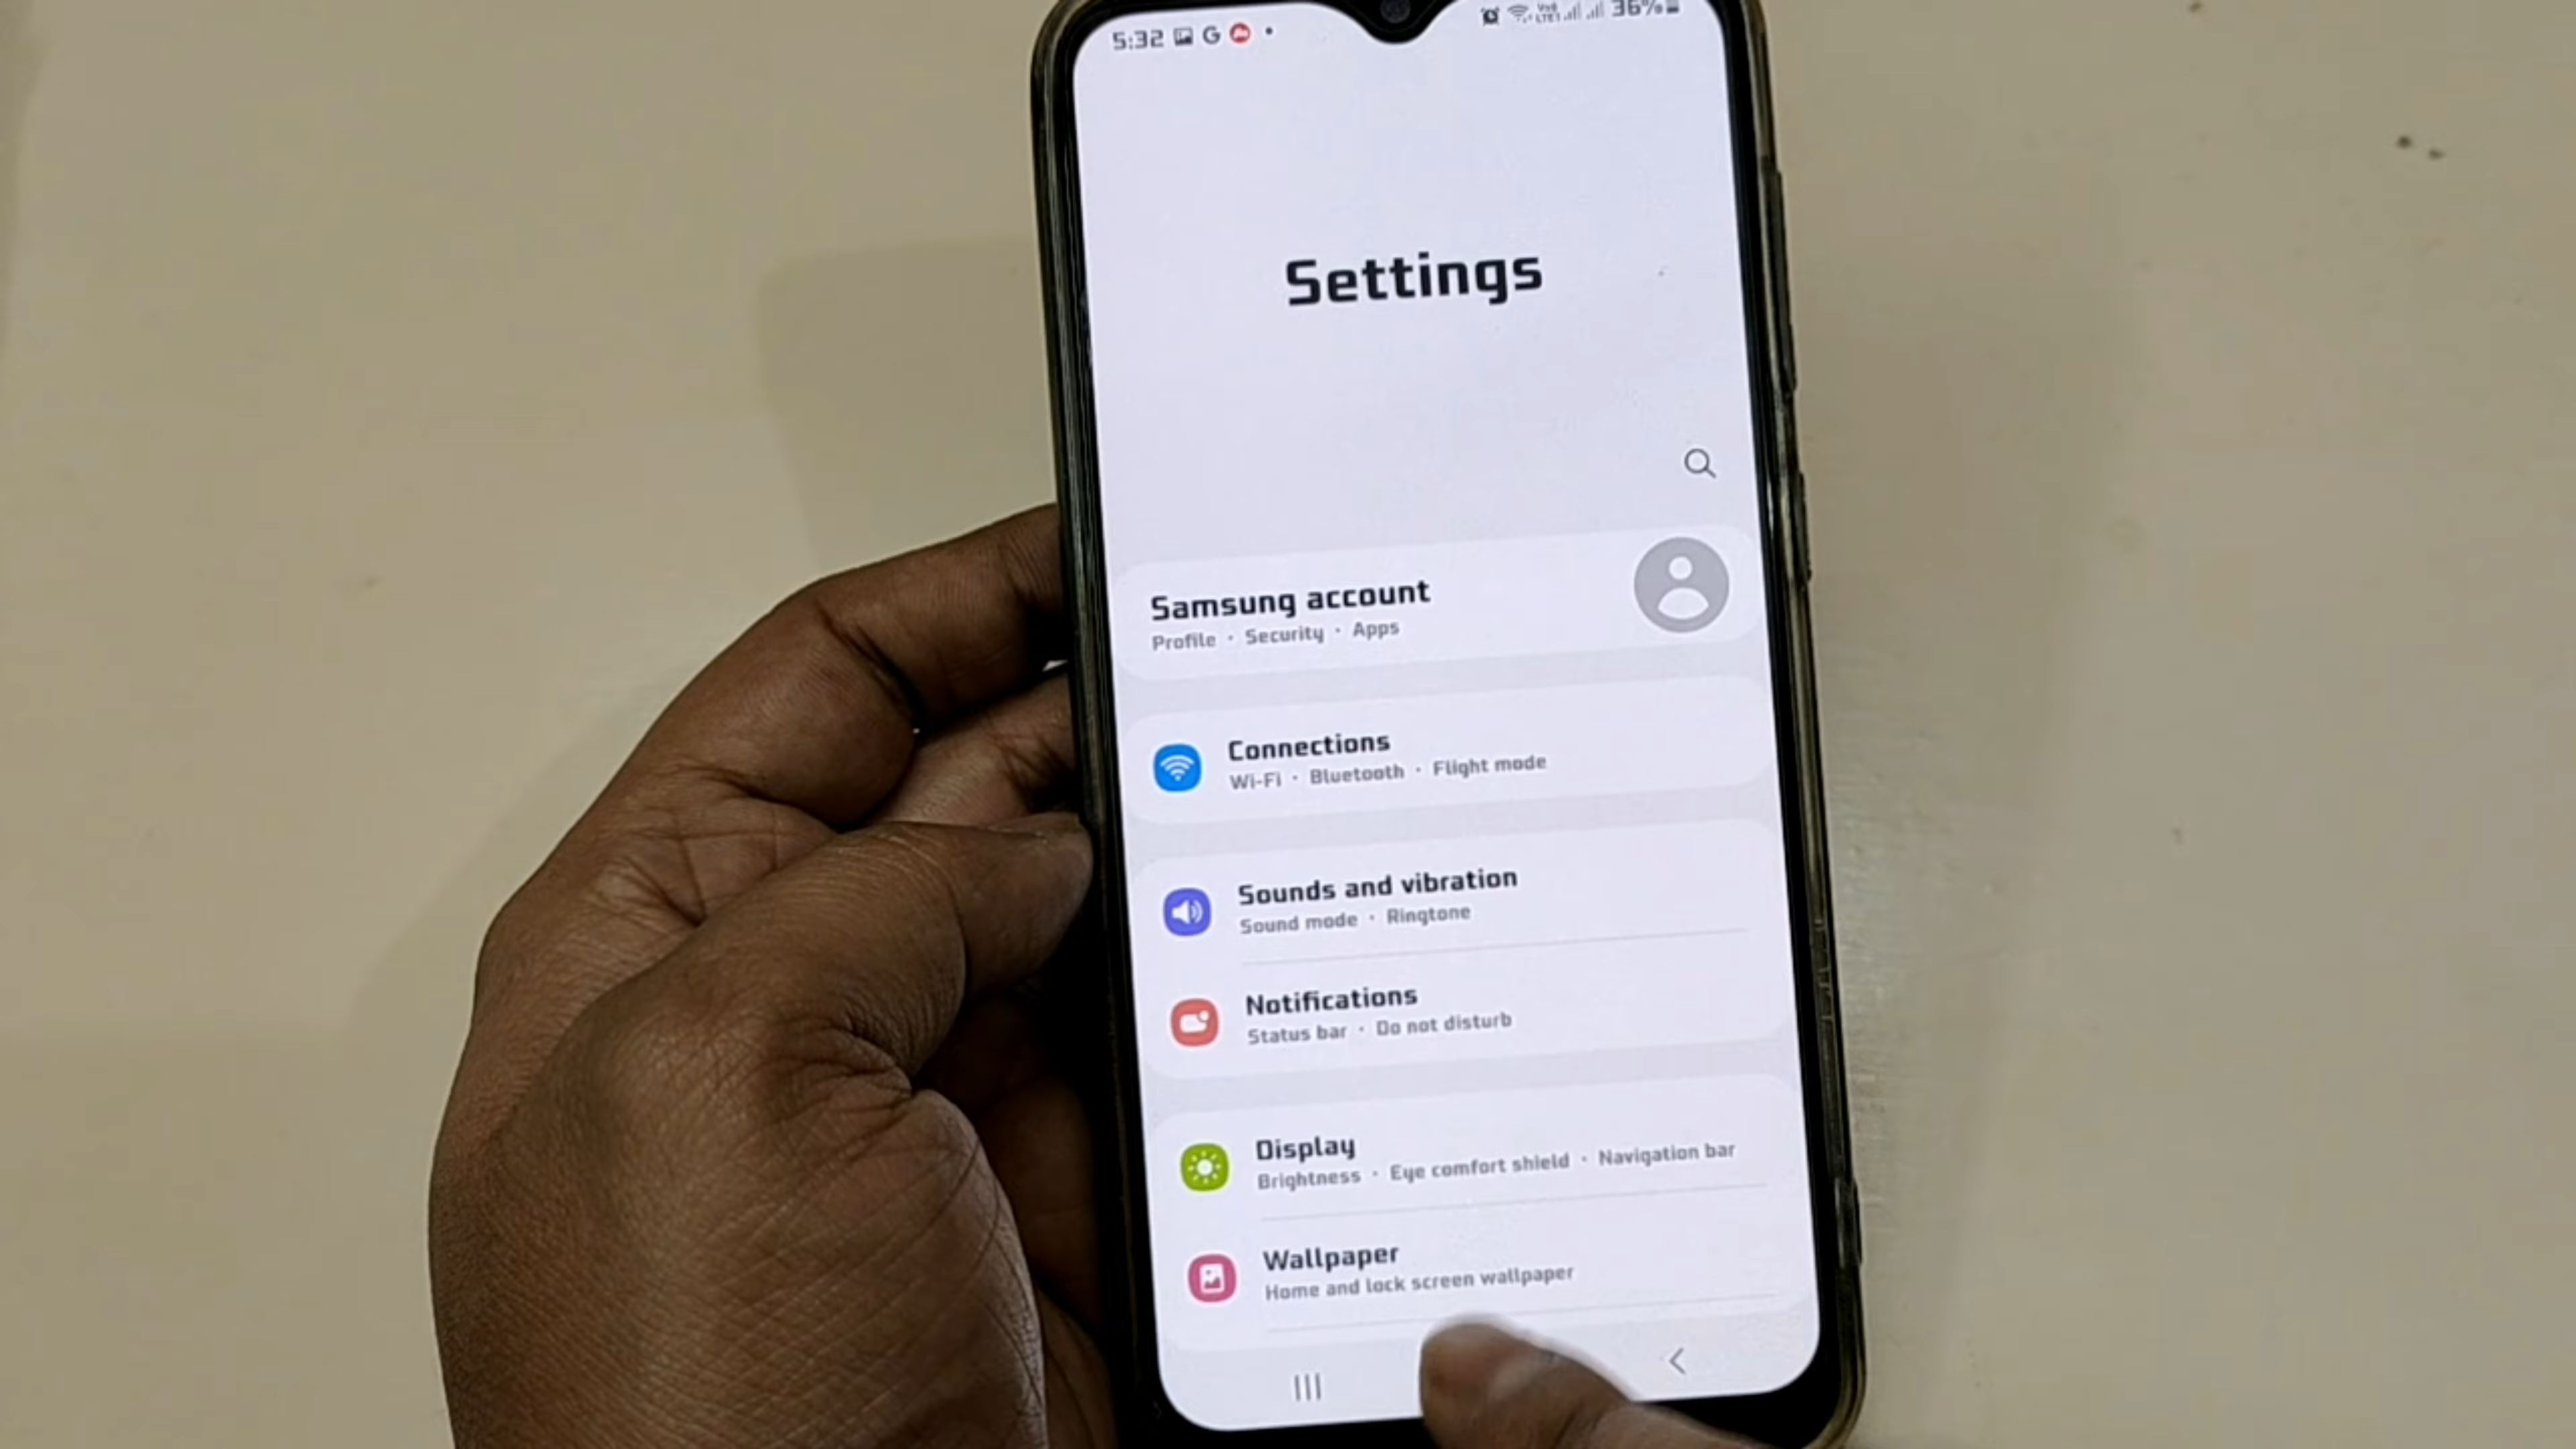 5:32 G 36%
Settings
Samsung account
Profile · Security · Apps
Connections
Wi-Fi · Bluetooth · Flight mode
Sounds and vibration
Sound mode · Ringtone
Notifications
Status bar · Do not disturb
Display
Brightness · Eye comfort shield · Navigation bar
Wallpaper
Home and lock screen wallpaper